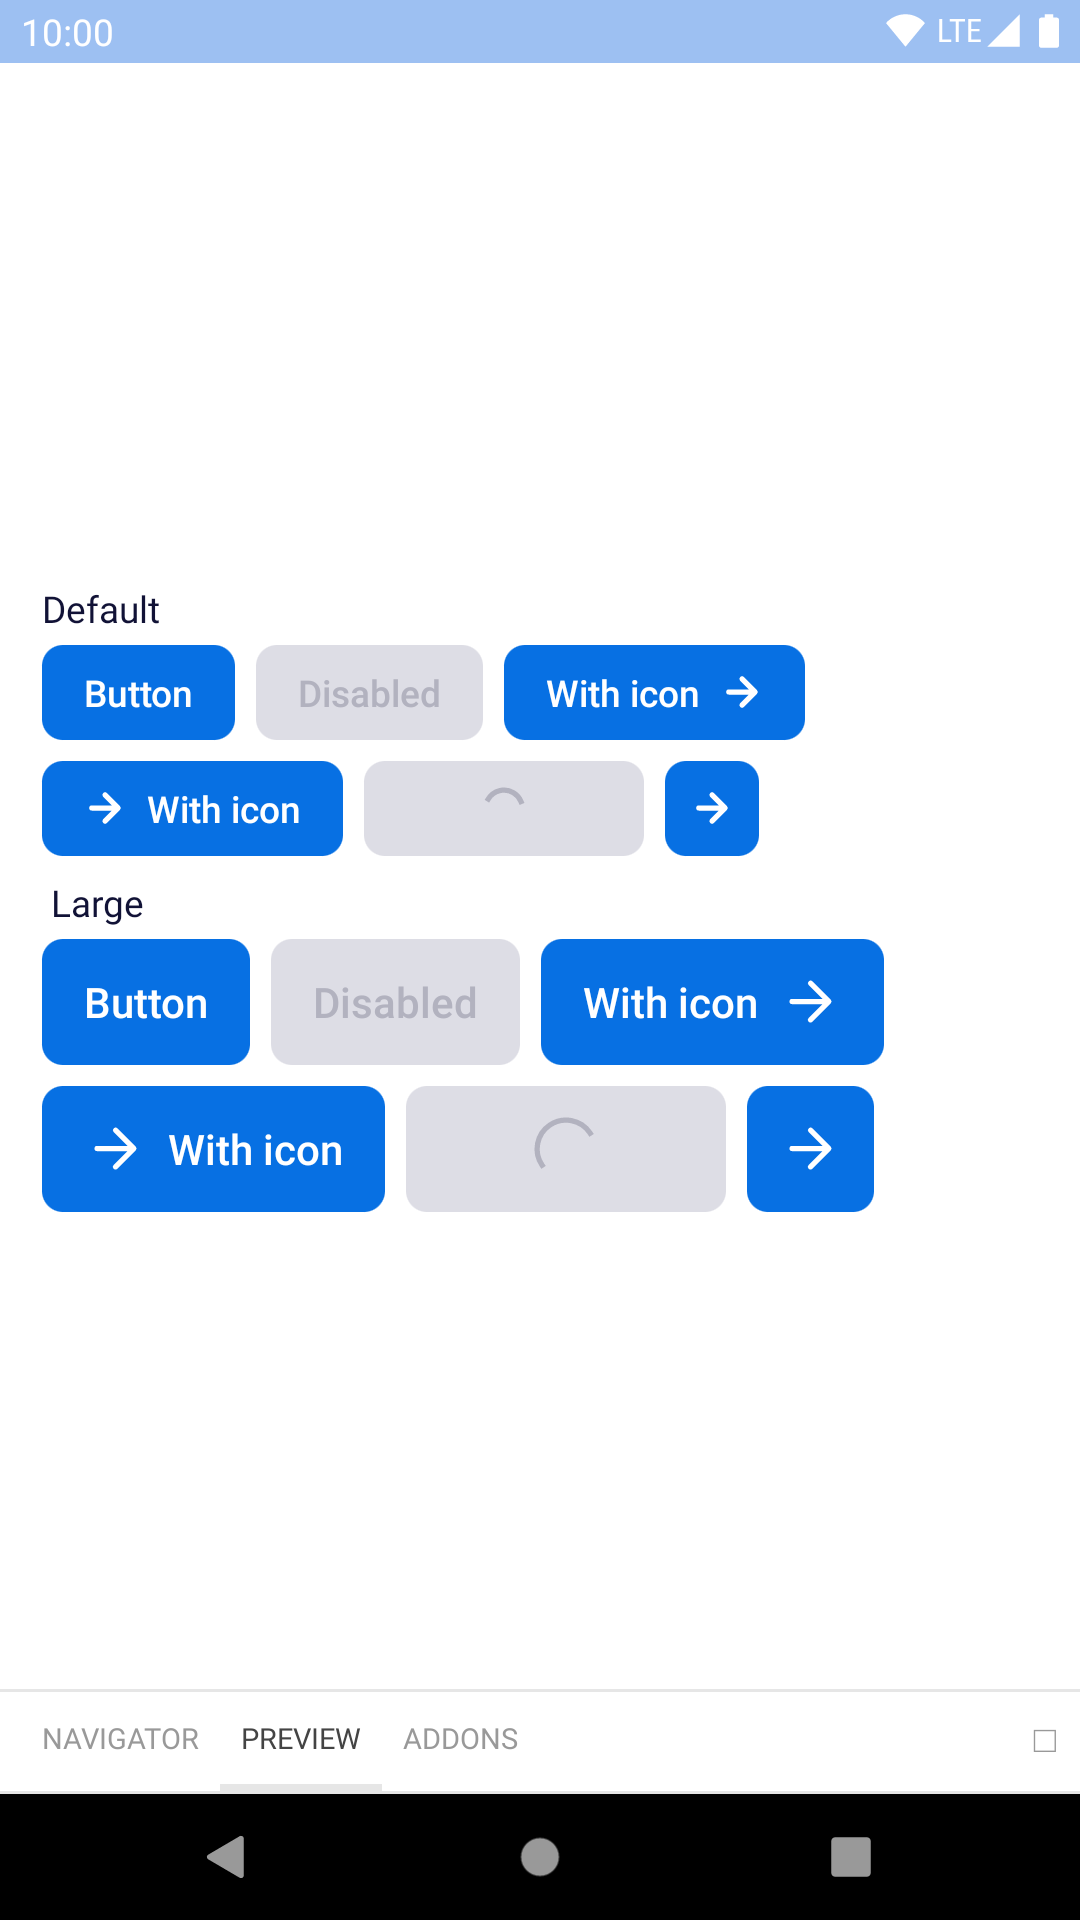 10:00 LTE
Default
Button Disabled With icon
With icon
Large
Button Disabled With icon
With icon
NAVIGATOR PREVIEW ADDONS